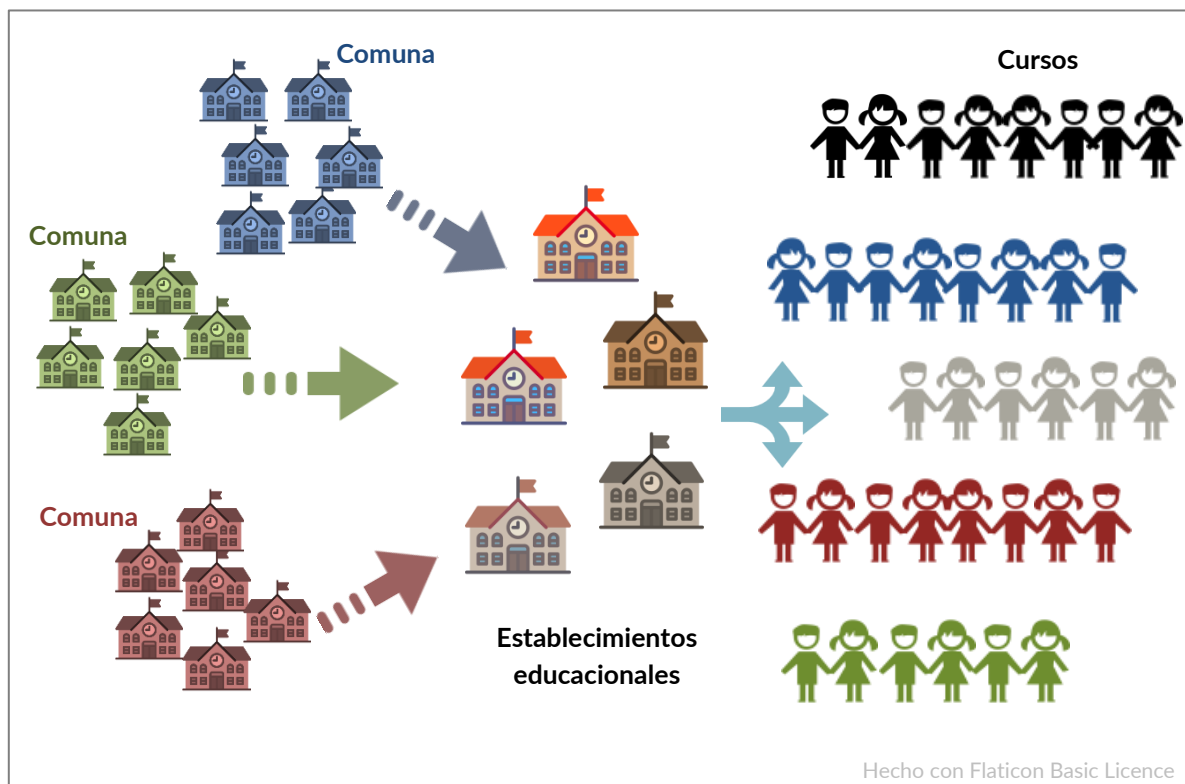 Comuna
Cursos
Comuna
Comuna
Establecimientos
educacionales
Hecho con Flaticon Basic Licence